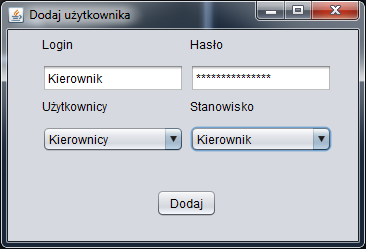 Dodaj użytkownika
Login Hasło
Kierownik ***************
Użytkownicy Stanowisko
Kierownicy Kierownik
Dodaj